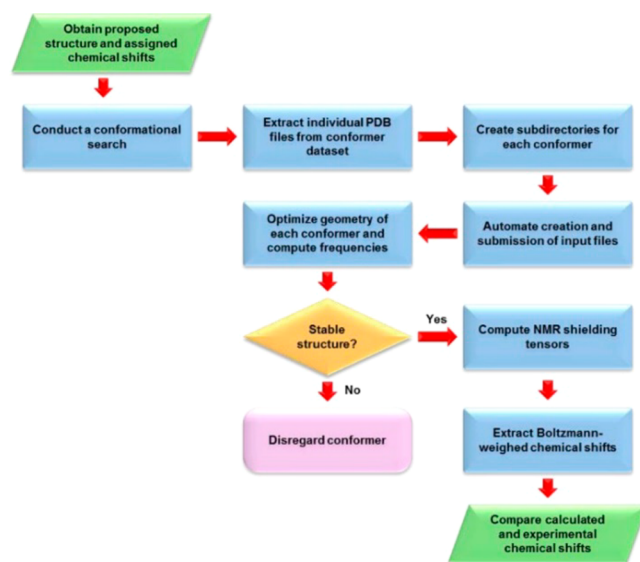 Obtain proposed
structure and assigned
chemical shifts
Conduct a conformational
search
Extract individual PDB
files from conformer
dataset
Create subdirectories for
each conformer
Automate creation and
submission of input files
Optimize geometry of
each conformer and
compute frequencies
Stable
structure?
Yes
Compute NMR shielding
tensors
No
Disregard conformer
Extract Boltzmann-
weighed chemical shifts
Compare calculated
and experimental
chemical shifts